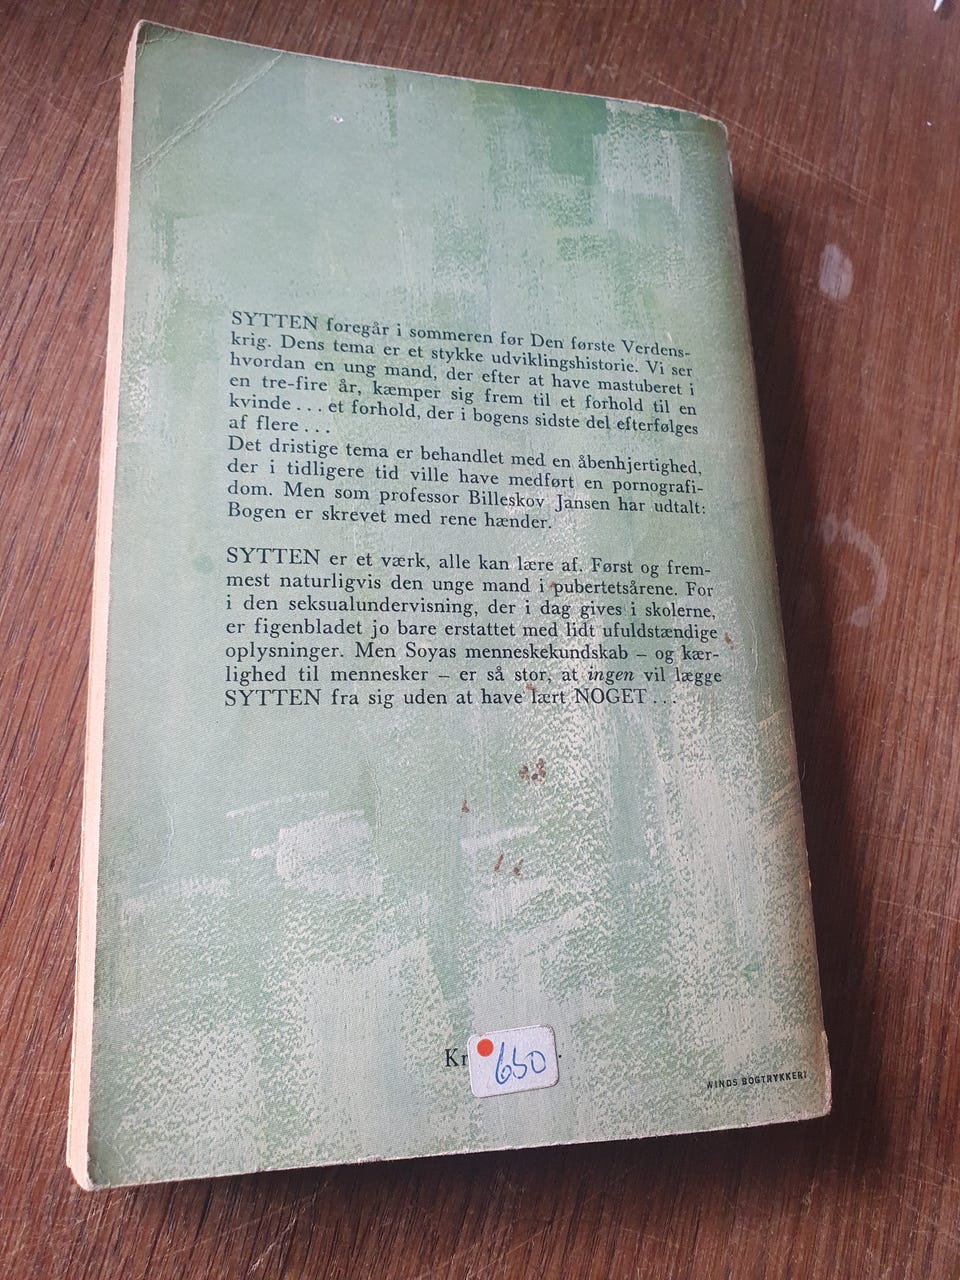 SYTTEN foregår i sommeren før Den første Verdens-
krig. Dens tema er et stykke udviklingshistorie. Vi ser
hvordan en ung mand, der efter at have mastuberet i
en tre-fire år, kæmper sig frem til et forhold til en
kvinde . . . et forhold, der i bogens sidste del efterfølges
af flere . . .
Det dristige tema er behandlet med en åbenhjertighed,
der i tidligere tid ville have medført en pornografi-
dom. Men som professor Billeskov Jansen har udtalt:
Bogen er skrevet med rene hænder.
SYTTEN er et værk, alle kan lære af. Først og frem-
mest naturligvis den unge mand i pubertetsårene. For
i den seksualundervisning, der i dag gives i skolerne,
er figenbladet jo bare erstattet med lidt ufuldstændige
oplysninger. Men Soyas menneskekundskab – og kær-
lighed til mennesker – er så stor, at ingen vil lægge
SYTTEN fra sig uden at have lært NOGET . . .
Kr 650
WINDS BOGTRYKKERI